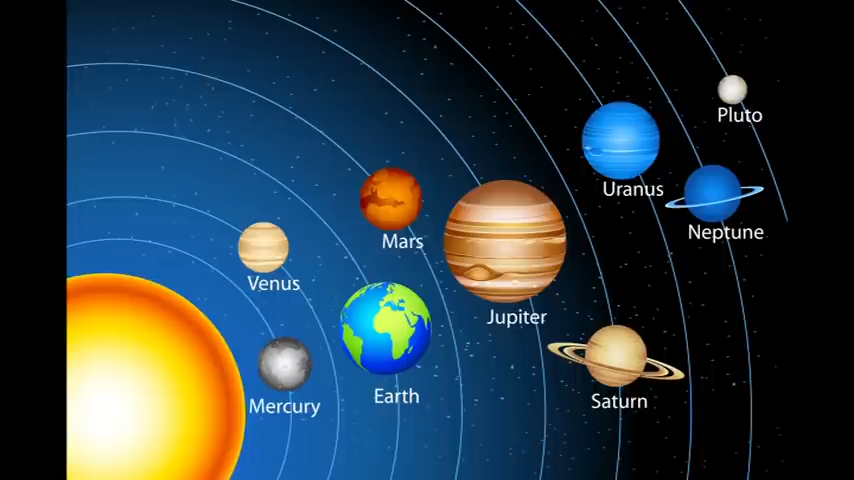 Pluto
Uranus
Neptune
Mars
Venus
Jupiter
Earth
Saturn
Mercury